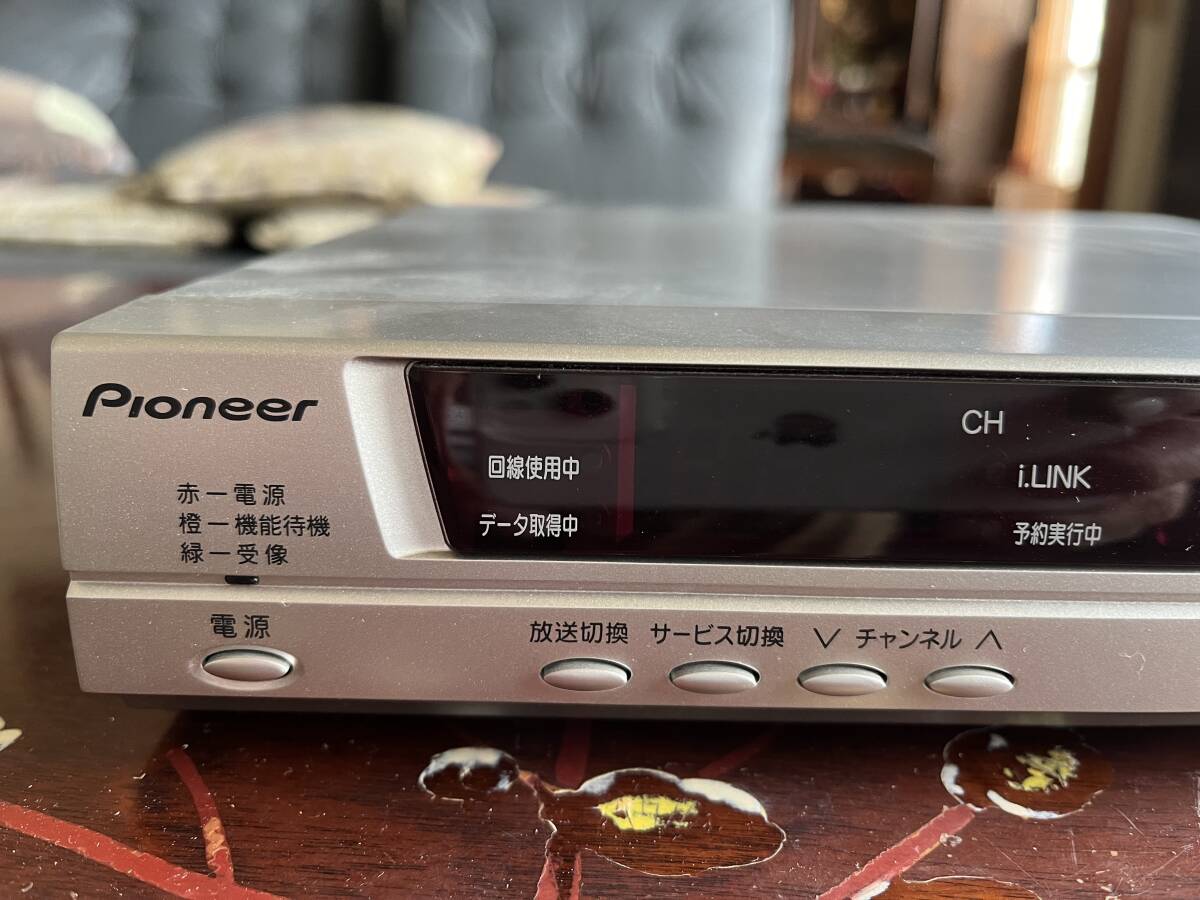 Pioneer
赤ー電源
橙ー機能待機
緑ー受像
電源
CH
回線使用中
i.LINK
データ取得中
予約実行中
放送切換 サービス切換 ∨ チャンネル ∧